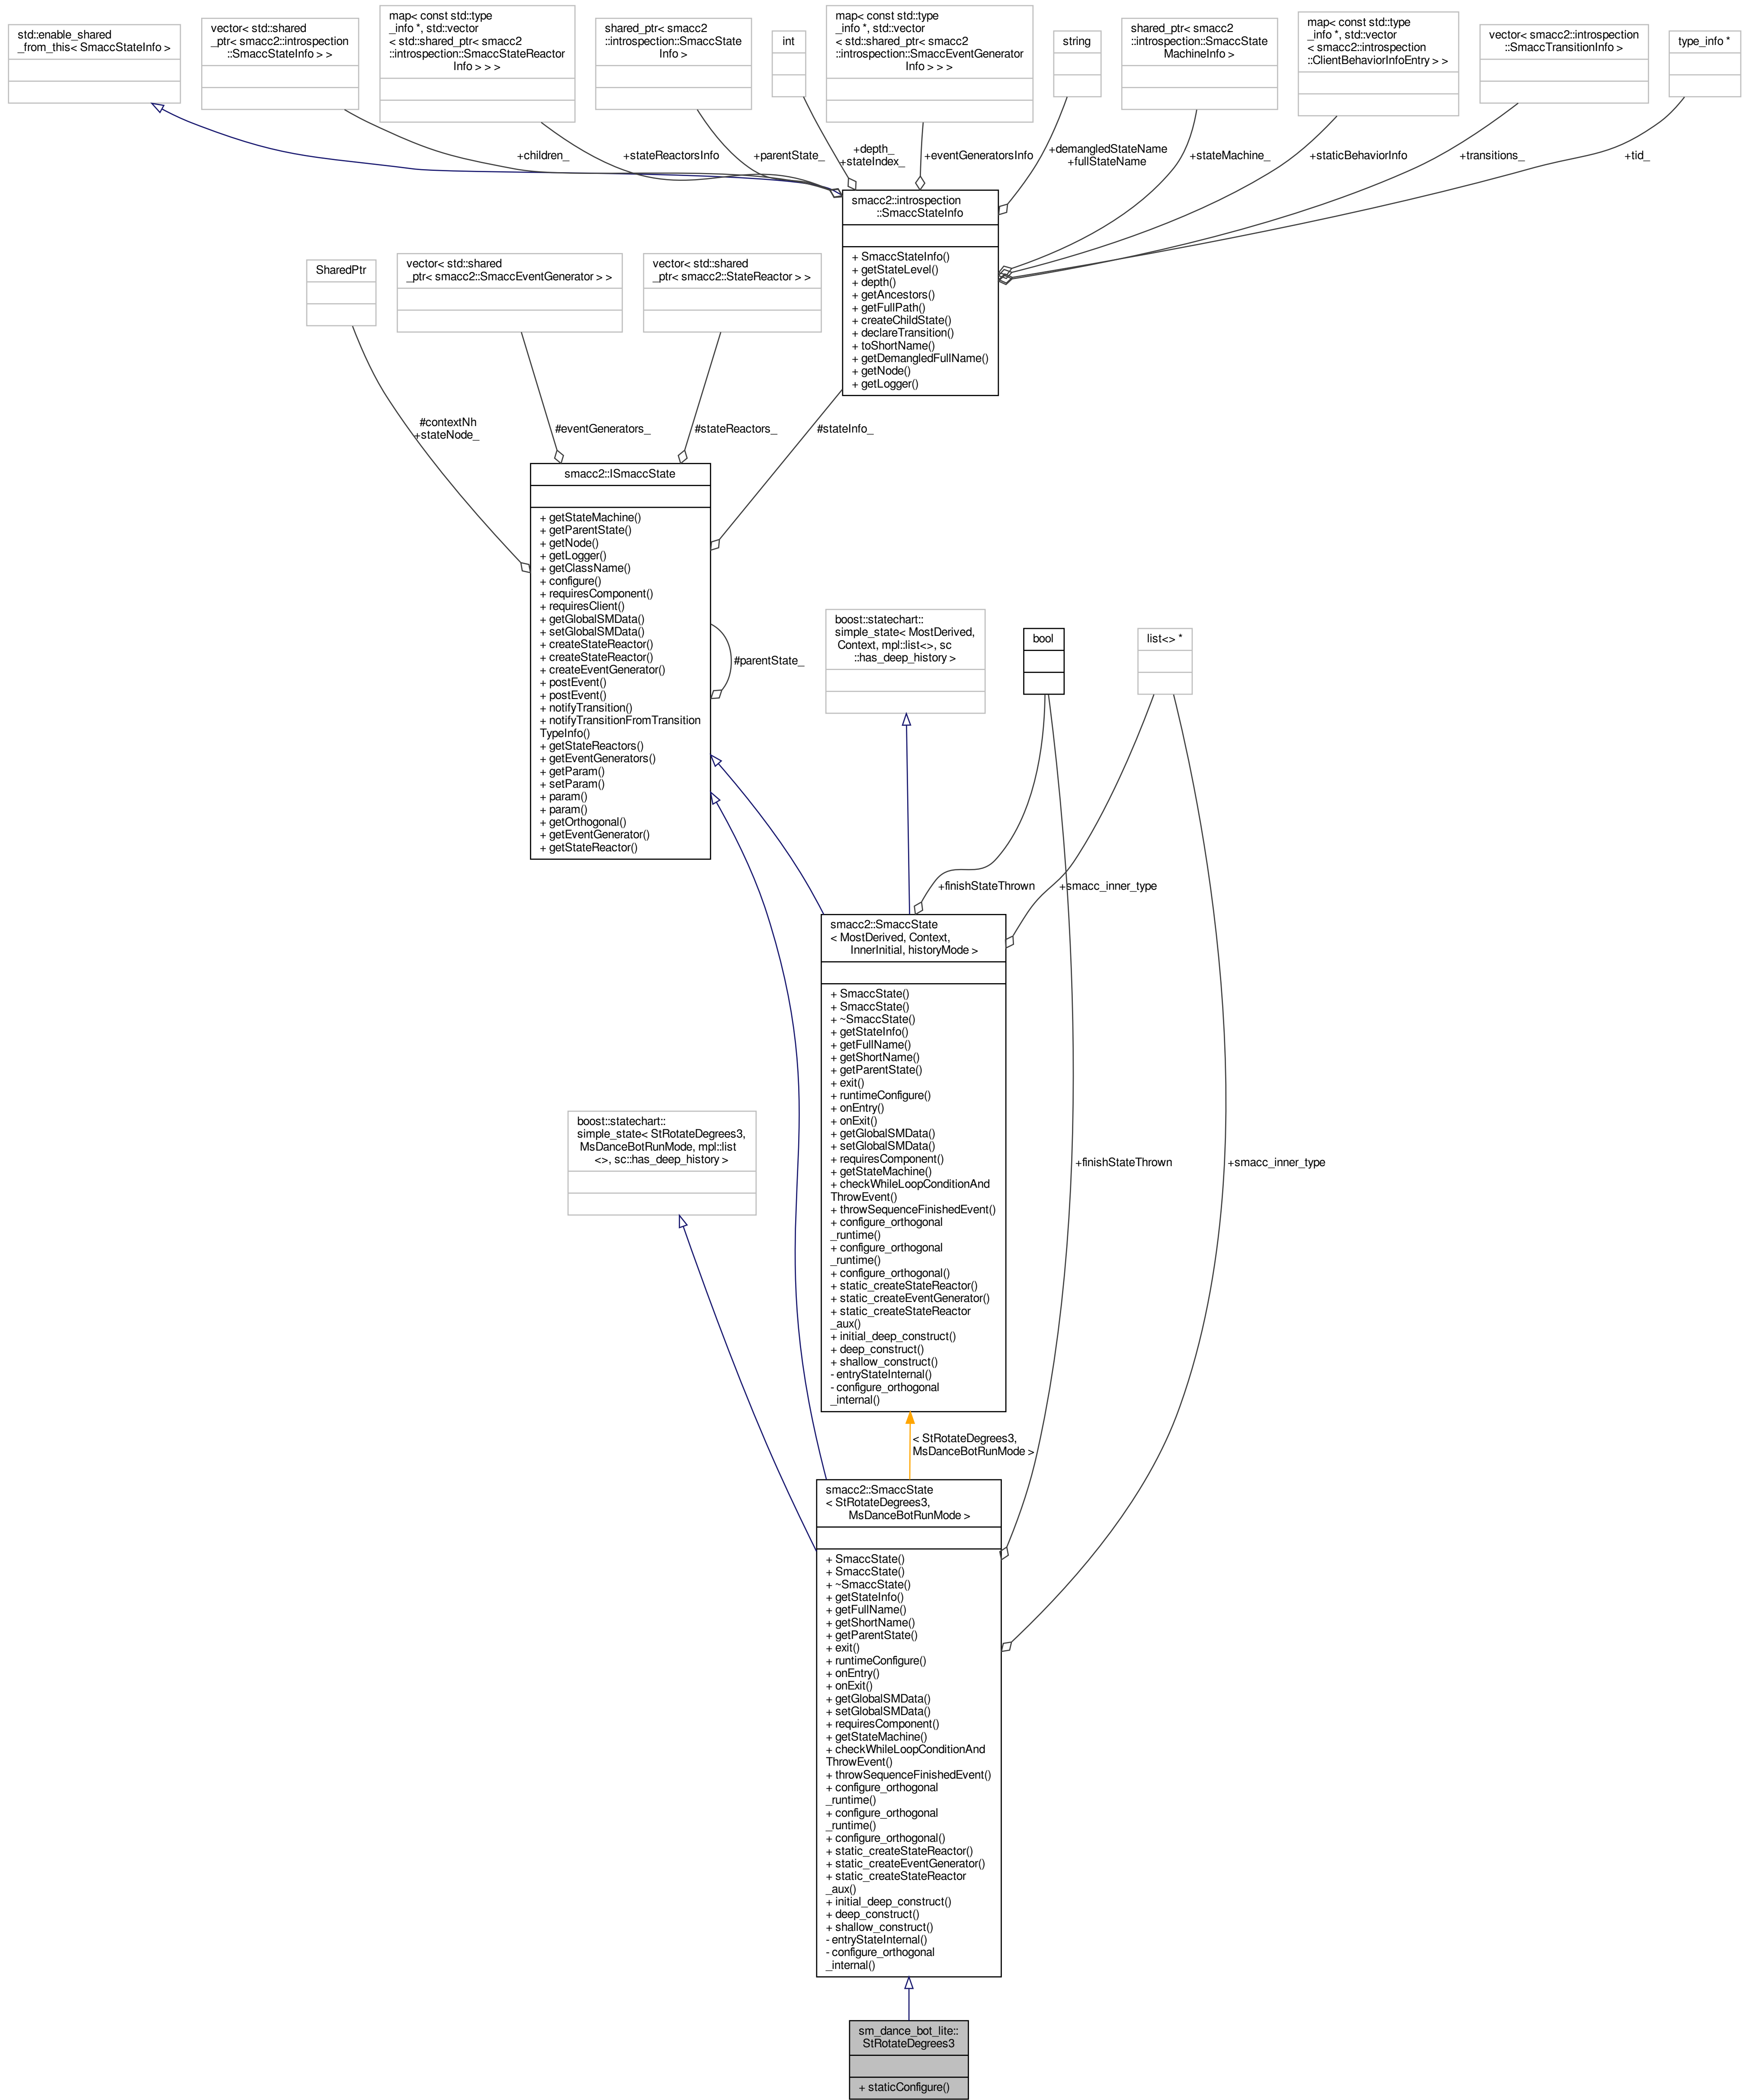 std::enable_shared
_from_this< SmaccStateInfo >
vector< std::shared
_ptr< smacc2::introspection
::SmaccStateInfo > >
map< const std::type
_info *, std::vector
< std::shared_ptr< smacc2
::introspection::SmaccStateReactor
Info > > >
shared_ptr< smacc2
::introspection::SmaccState
Info >
int
map< const std::type
_info *, std::vector
< std::shared_ptr< smacc2
::introspection::SmaccEventGenerator
Info > > >
string
shared_ptr< smacc2
::introspection::SmaccState
MachineInfo >
map< const std::type
_info *, std::vector
< smacc2::introspection
::ClientBehaviorInfoEntry > >
vector< smacc2::introspection
::SmaccTransitionInfo >
type_info *
+children_
+stateReactorsInfo
+parentState_
+depth_
+stateIndex_
+eventGeneratorsInfo
+demangledStateName
+fullStateName
+stateMachine_
+staticBehaviorInfo
+transitions_
+tid_
smacc2::introspection
::SmaccStateInfo
+ SmaccStateInfo()
+ getStateLevel()
+ depth()
+ getAncestors()
+ getFullPath()
+ createChildState()
+ declareTransition()
+ toShortName()
+ getDemangledFullName()
+ getNode()
+ getLogger()
SharedPtr
vector< std::shared
_ptr< smacc2::SmaccEventGenerator > >
vector< std::shared
_ptr< smacc2::StateReactor > >
#contextNh
+stateNode_
#eventGenerators_
#stateReactors_
#stateInfo_
smacc2::ISmaccState
+ getStateMachine()
+ getParentState()
+ getNode()
+ getLogger()
+ getClassName()
+ configure()
+ requiresComponent()
+ requiresClient()
+ getGlobalSMData()
+ setGlobalSMData()
+ createStateReactor()
+ createStateReactor()
+ createEventGenerator()
+ postEvent()
+ postEvent()
+ notifyTransition()
+ notifyTransitionFromTransition
TypeInfo()
+ getStateReactors()
+ getEventGenerators()
+ getParam()
+ setParam()
+ param()
+ param()
+ getOrthogonal()
+ getEventGenerator()
+ getStateReactor()
#parentState_
boost::statechart::
simple_state< MostDerived,
Context, mpl::list<>, sc
::has_deep_history >
bool
list<> *
+finishStateThrown
+smacc_inner_type
smacc2::SmaccState
< MostDerived, Context,
InnerInitial, historyMode >
+ SmaccState()
+ SmaccState()
+ ~SmaccState()
+ getStateInfo()
+ getFullName()
+ getShortName()
+ getParentState()
+ exit()
+ runtimeConfigure()
+ onEntry()
+ onExit()
+ getGlobalSMData()
+ setGlobalSMData()
+ requiresComponent()
+ getStateMachine()
+ checkWhileLoopConditionAnd
ThrowEvent()
+ throwSequenceFinishedEvent()
+ configure_orthogonal
_runtime()
+ configure_orthogonal
_runtime()
+ configure_orthogonal()
+ static_createStateReactor()
+ static_createEventGenerator()
+ static_createStateReactor
_aux()
+ initial_deep_construct()
+ deep_construct()
+ shallow_construct()
- entryStateInternal()
- configure_orthogonal
_internal()
boost::statechart::
simple_state< StRotateDegrees3,
MsDanceBotRunMode, mpl::list
<>, sc::has_deep_history >
+finishStateThrown
+smacc_inner_type
< StRotateDegrees3,
MsDanceBotRunMode >
smacc2::SmaccState
< StRotateDegrees3,
MsDanceBotRunMode >
+ SmaccState()
+ SmaccState()
+ ~SmaccState()
+ getStateInfo()
+ getFullName()
+ getShortName()
+ getParentState()
+ exit()
+ runtimeConfigure()
+ onEntry()
+ onExit()
+ getGlobalSMData()
+ setGlobalSMData()
+ requiresComponent()
+ getStateMachine()
+ checkWhileLoopConditionAnd
ThrowEvent()
+ throwSequenceFinishedEvent()
+ configure_orthogonal
_runtime()
+ configure_orthogonal
_runtime()
+ configure_orthogonal()
+ static_createStateReactor()
+ static_createEventGenerator()
+ static_createStateReactor
_aux()
+ initial_deep_construct()
+ deep_construct()
+ shallow_construct()
- entryStateInternal()
- configure_orthogonal
_internal()
sm_dance_bot_lite::
StRotateDegrees3
+ staticConfigure()